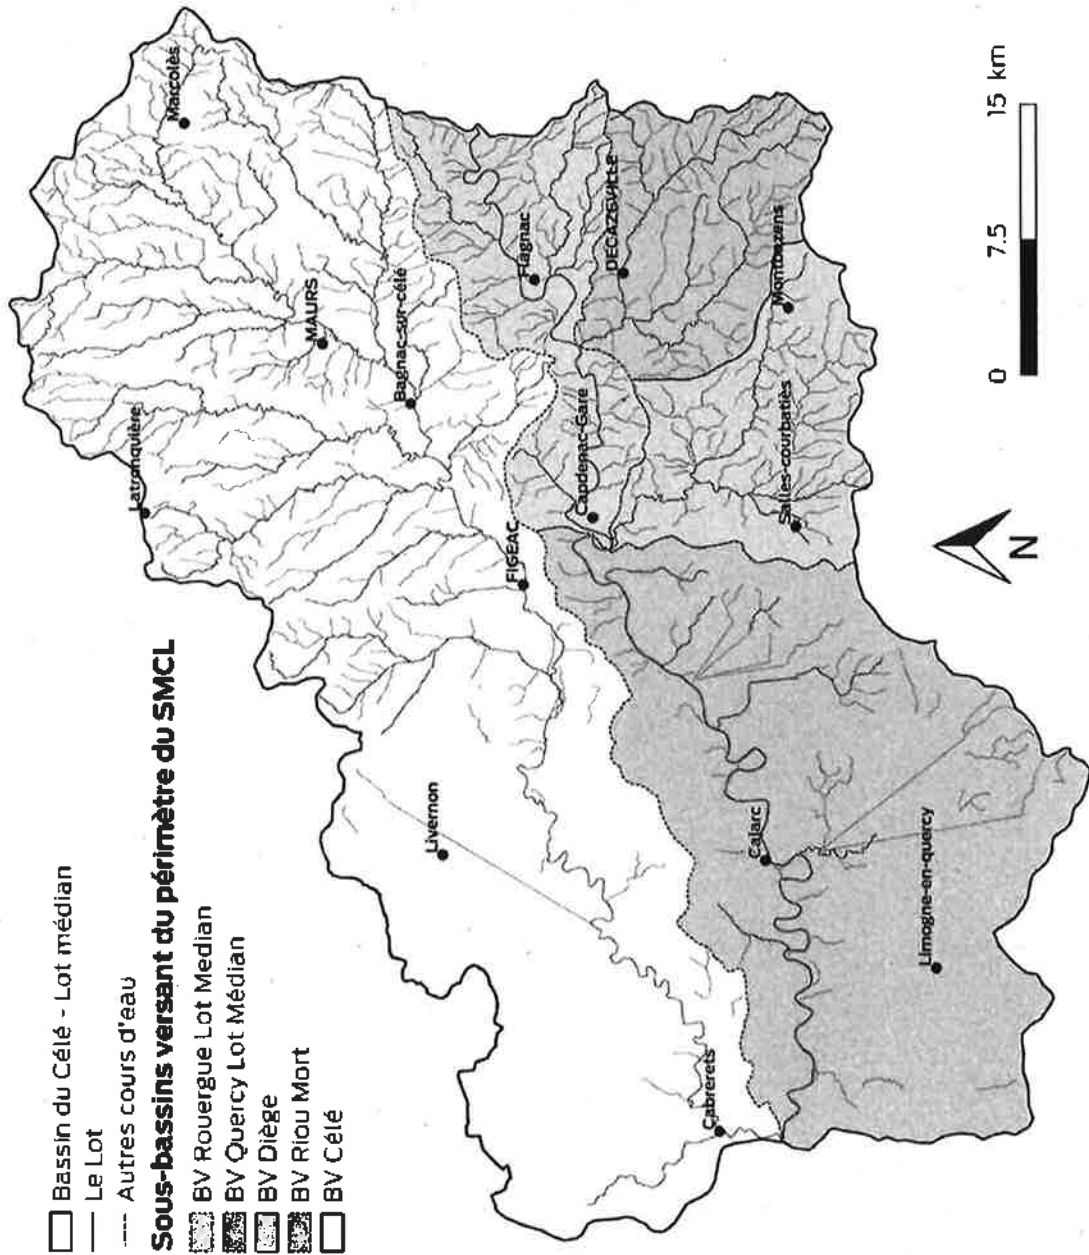 Bassin du Célé - Lot médian
Le Lot
Autres cours d'eau
Sous-bassins versant du périmètre du SMCL
BV Rouergue Lot Median
BV Quercy Lot Médian
BV Diège
BV Riou Mort
BV Célé
Marcolès
Latronquière
MAURS
Bagnac-sur-célé
Livernon
FIGEAC
Flagnac
Capdenac-Gare
DECAZEVILLE
Cabrerets
Cajarc
Salles-courbatiès
Montbazens
Limogne-en-quercy
N
0 7.5 15 km